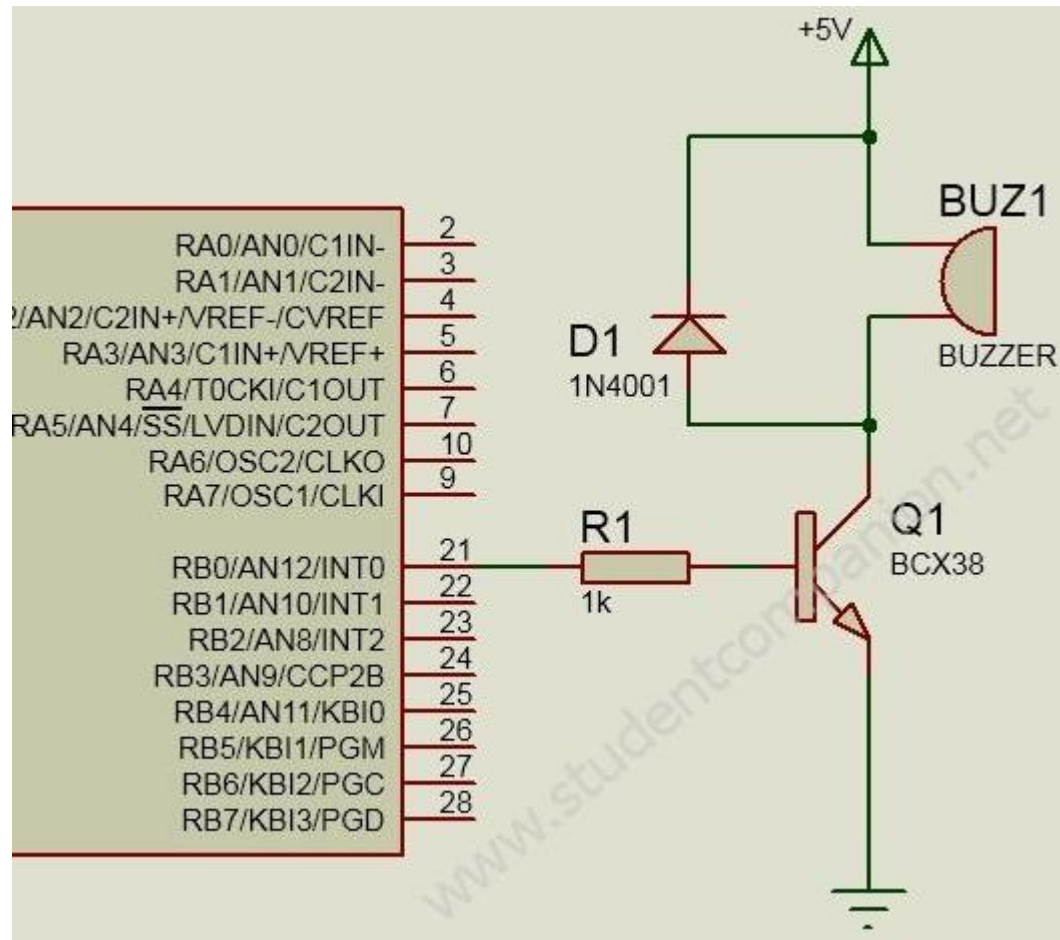 +5V
BUZ1
BUZZER
D1
1N4001
Q1
BCX38
R1
1k
RA0/AN0/C1IN- 2
RA1/AN1/C2IN- 3
2/AN2/C2IN+/VREF-/CVREF 4
RA3/AN3/C1IN+/VREF+ 5
RA4/T0CKI/C1OUT 6
RA5/AN4/SS/LVDIN/C2OUT 7
RA6/OSC2/CLKO 10
RA7/OSC1/CLKI 9
RB0/AN12/INT0 21
RB1/AN10/INT1 22
RB2/AN8/INT2 23
RB3/AN9/CCP2B 24
RB4/AN11/KBI0 25
RB5/KBI1/PGM 26
RB6/KBI2/PGC 27
RB7/KBI3/PGD 28
www.studentcompanion.net